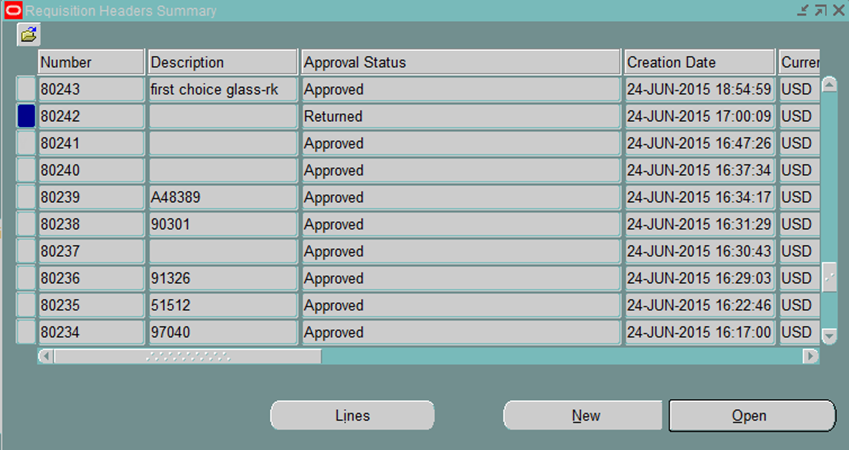 Requisition Headers Summary
Number Description Approval Status Creation Date Curren
80243 first choice glass-rk Approved 24-JUN-2015 18:54:59 USD
80242 Returned 24-JUN-2015 17:00:09 USD
80241 Approved 24-JUN-2015 16:47:26 USD
80240 Approved 24-JUN-2015 16:37:34 USD
80239 A48389 Approved 24-JUN-2015 16:34:17 USD
80238 90301 Approved 24-JUN-2015 16:31:29 USD
80237 Approved 24-JUN-2015 16:30:43 USD
80236 91326 Approved 24-JUN-2015 16:29:03 USD
80235 51512 Approved 24-JUN-2015 16:22:46 USD
80234 97040 Approved 24-JUN-2015 16:17:00 USD
Lines New Open